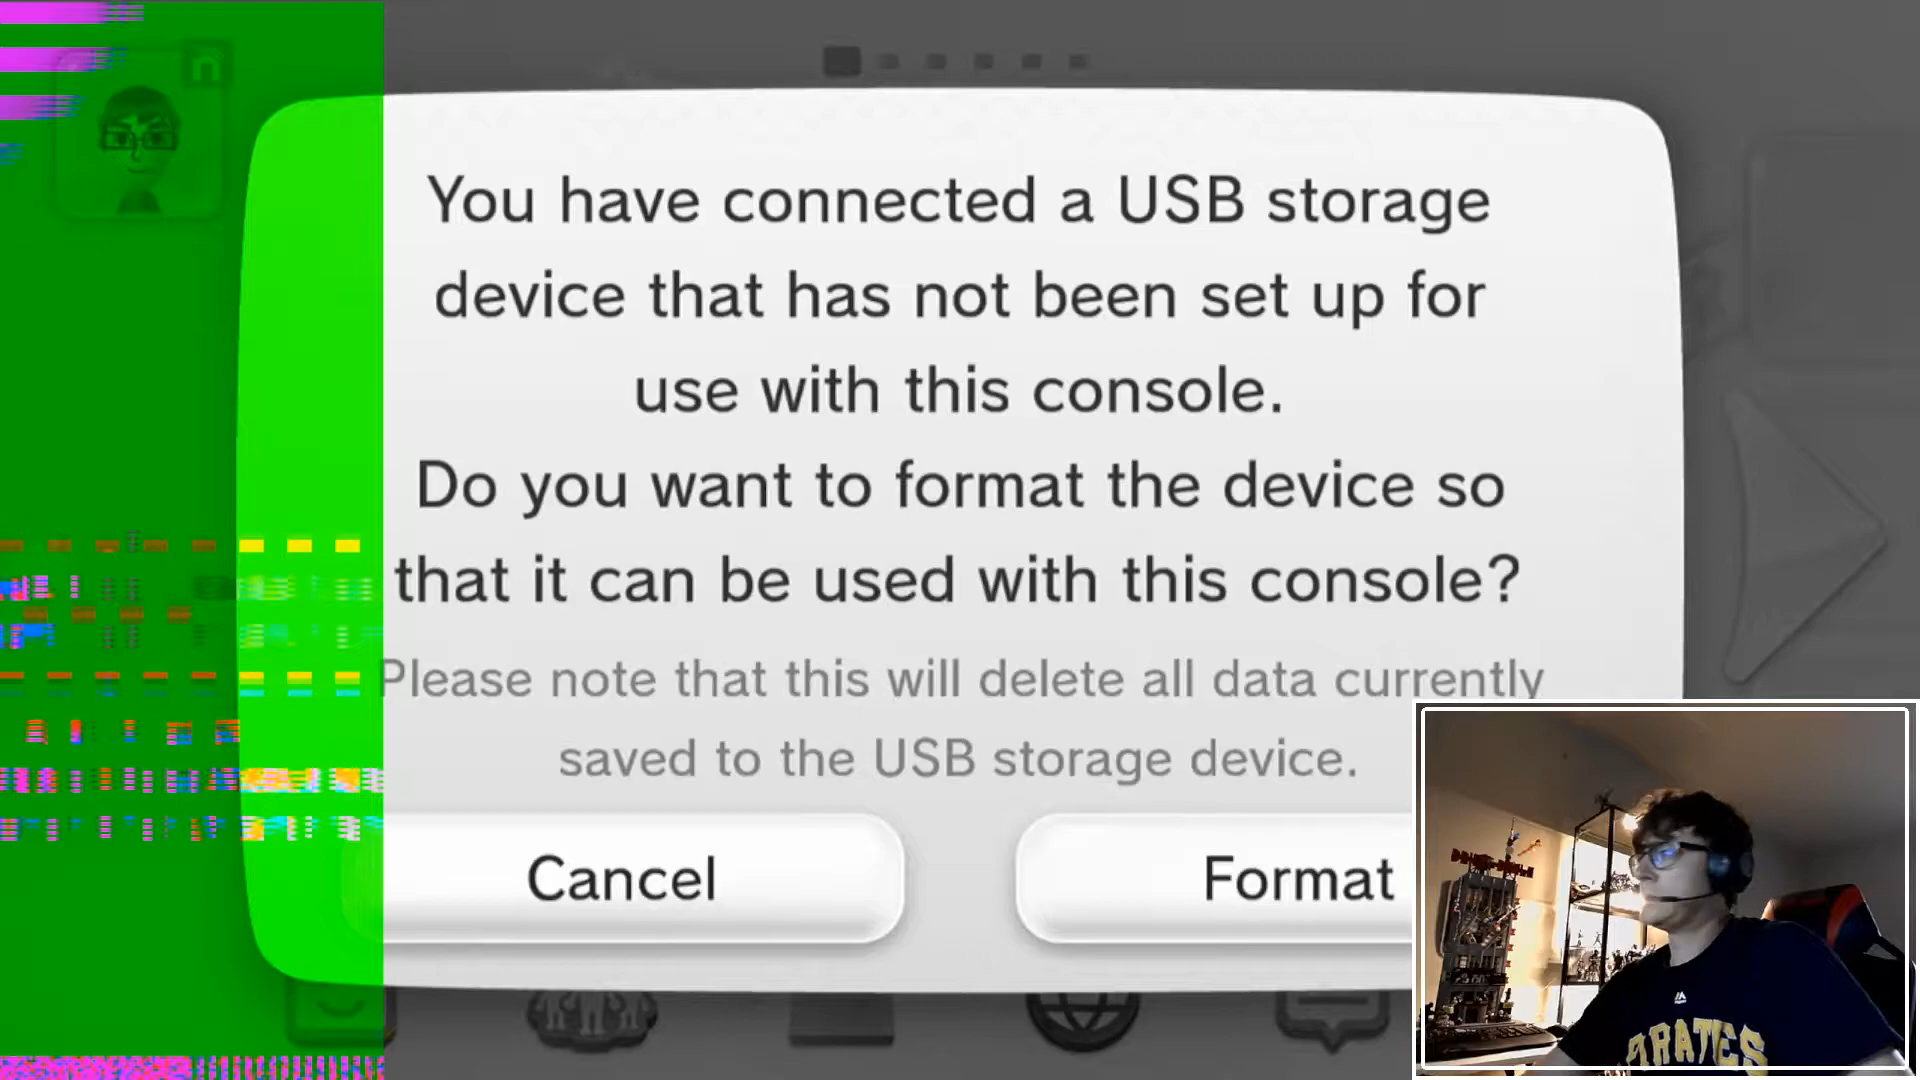 You have connected a USB storage
device that has not been set up for
use with this console.
Do you want to format the device so
that it can be used with this console?
Please note that this will delete all data currently
saved to the USB storage device.
Cancel
Format